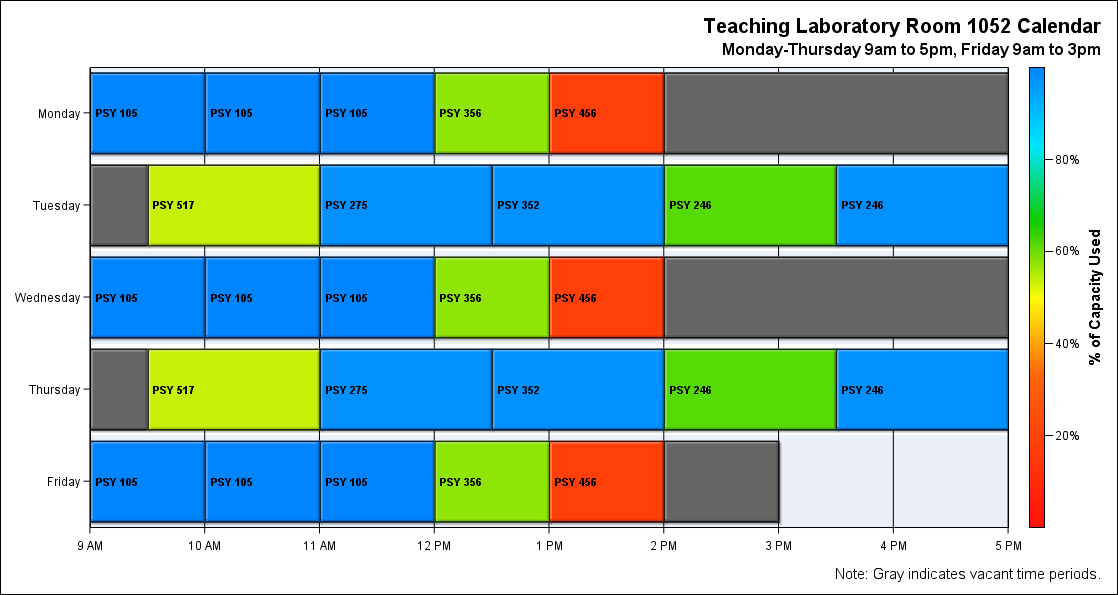 Teaching Laboratory Room 1052 Calendar
Monday-Thursday 9am to 5pm, Friday 9am to 3pm
Monday PSY 105 PSY 105 PSY 105 PSY 356 PSY 456
Tuesday PSY 517 PSY 275 PSY 352 PSY 246 PSY 246
Wednesday PSY 105 PSY 105 PSY 105 PSY 356 PSY 456
Thursday PSY 517 PSY 275 PSY 352 PSY 246 PSY 246
Friday PSY 105 PSY 105 PSY 105 PSY 356 PSY 456
9 AM 10 AM 11 AM 12 PM 1 PM 2 PM 3 PM 4 PM 5 PM
80%
60%
40%
20%
% of Capacity Used
Note: Gray indicates vacant time periods.